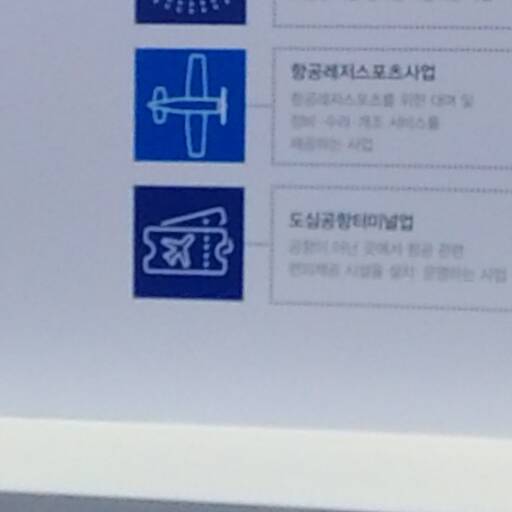 항공레저스포츠사업
항공레저스포츠를 위한 대여 및
정비·수리·개조 서비스를
제공하는 사업
도심공항터미널업
공항이 아닌 곳에서 항공 관련
편의제공 시설을 설치·운영하는 사업